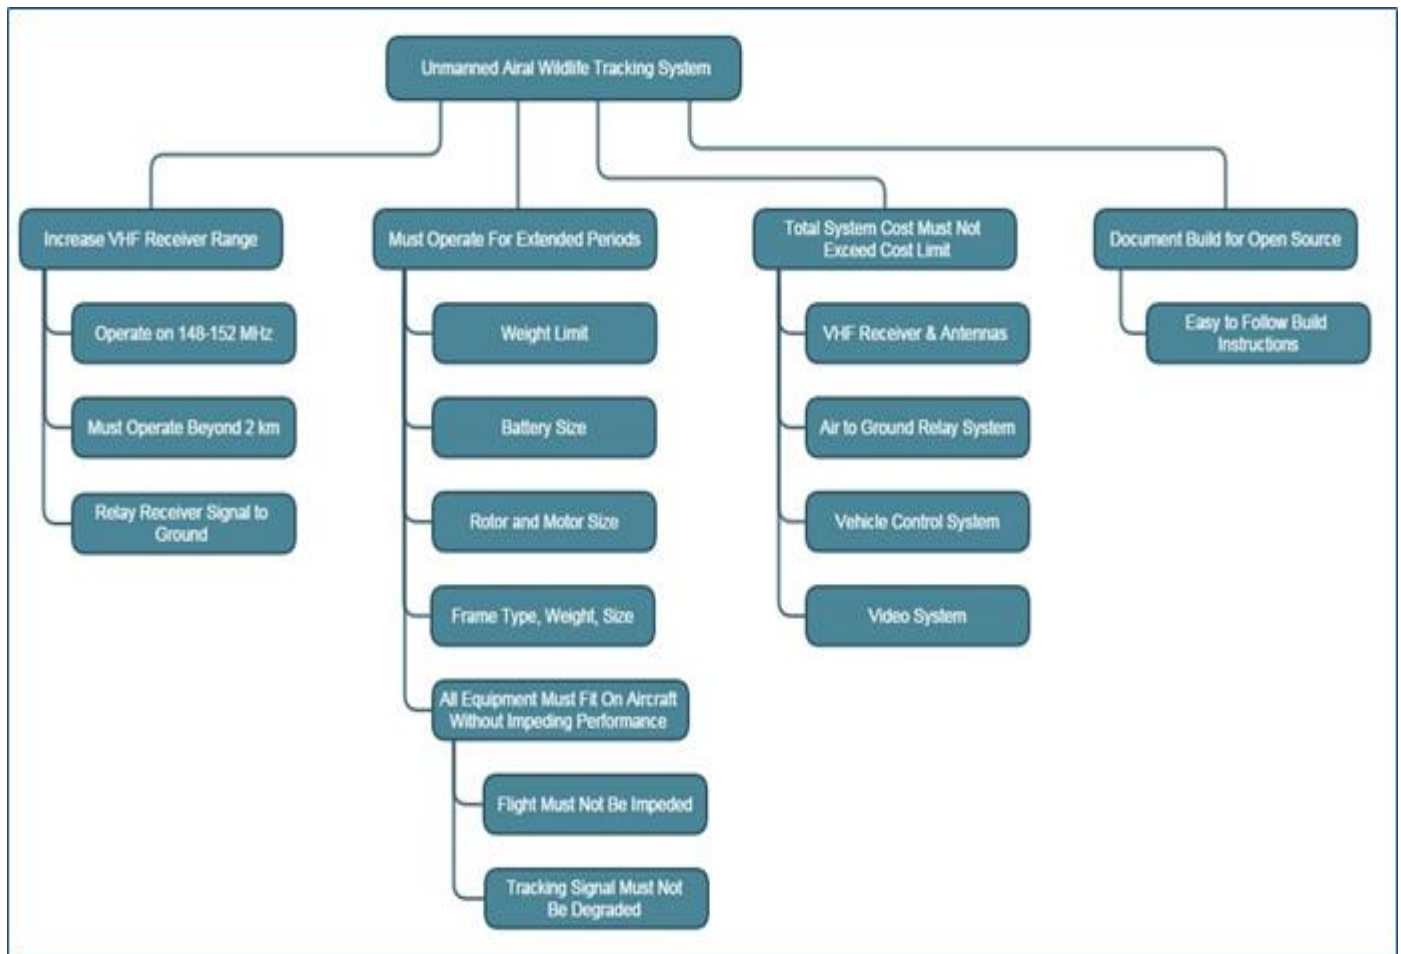 Unmanned Airal Wildlife Tracking System
Increase VHF Receiver Range
Operate on 148-152 MHz
Must Operate Beyond 2 km
Relay Receiver Signal to
Ground
Must Operate For Extended Periods
Weight Limit
Battery Size
Rotor and Motor Size
Frame Type, Weight, Size
All Equipment Must Fit On Aircraft
Without Impeding Performance
Flight Must Not Be Impeded
Tracking Signal Must Not
Be Degraded
Total System Cost Must Not
Exceed Cost Limit
VHF Receiver & Antennas
Air to Ground Relay System
Vehicle Control System
Video System
Document Build for Open Source
Easy to Follow Build
Instructions